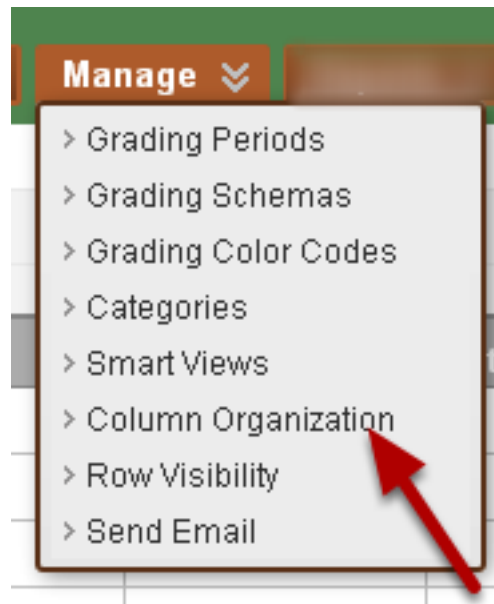 Manage
Grading Periods
Grading Schemas
Grading Color Codes
Categories
Smart Views
Column Organization
Row Visibility
Send Email